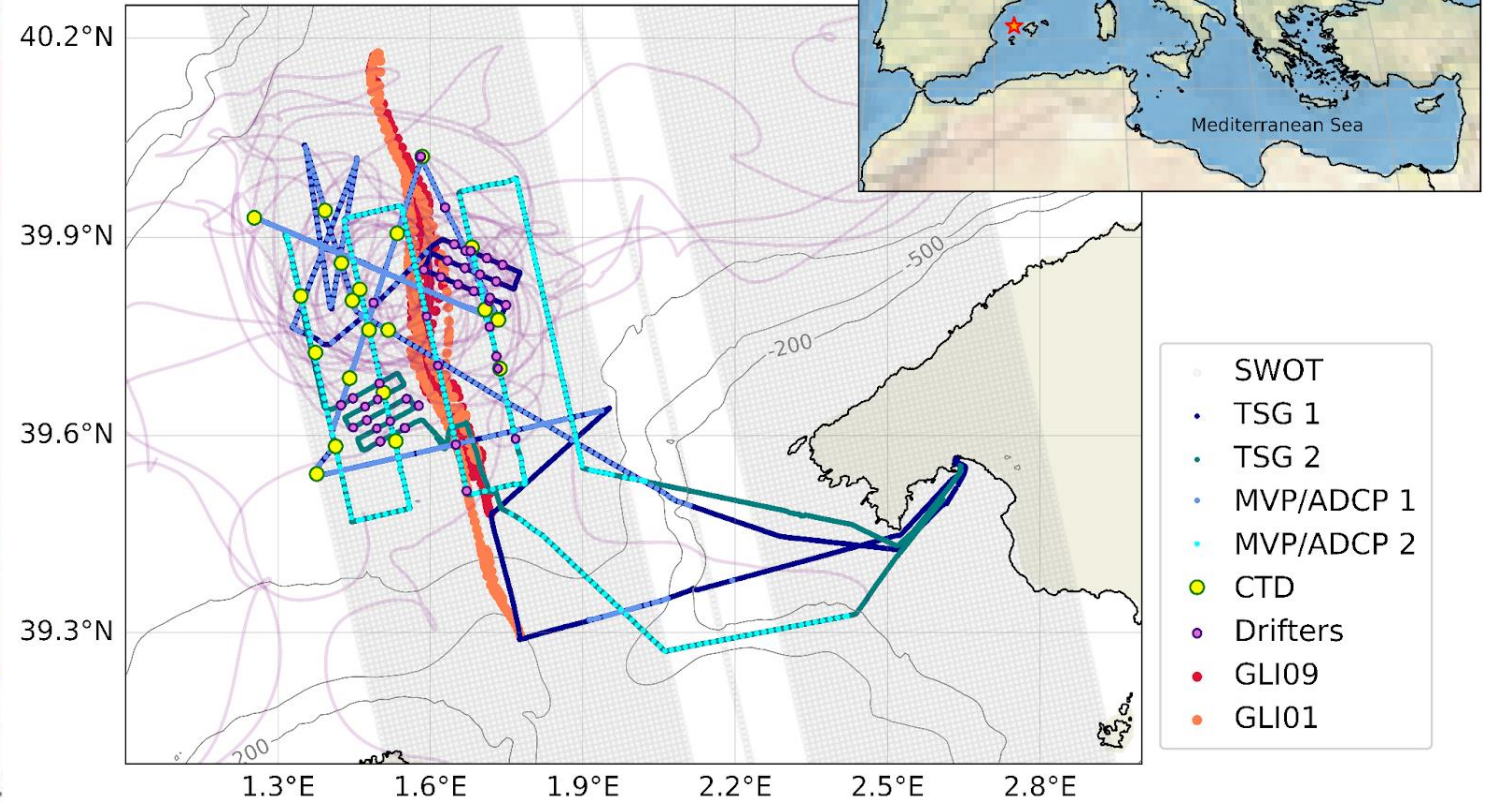 40.2°N
39.9°N
39.6°N
39.3°N
1.3°E 1.6°E 1.9°E 2.2°E 2.5°E 2.8°E
-500
-200
200
Mediterranean Sea
SWOT
TSG 1
TSG 2
MVP/ADCP 1
MVP/ADCP 2
CTD
Drifters
GLI09
GLI01